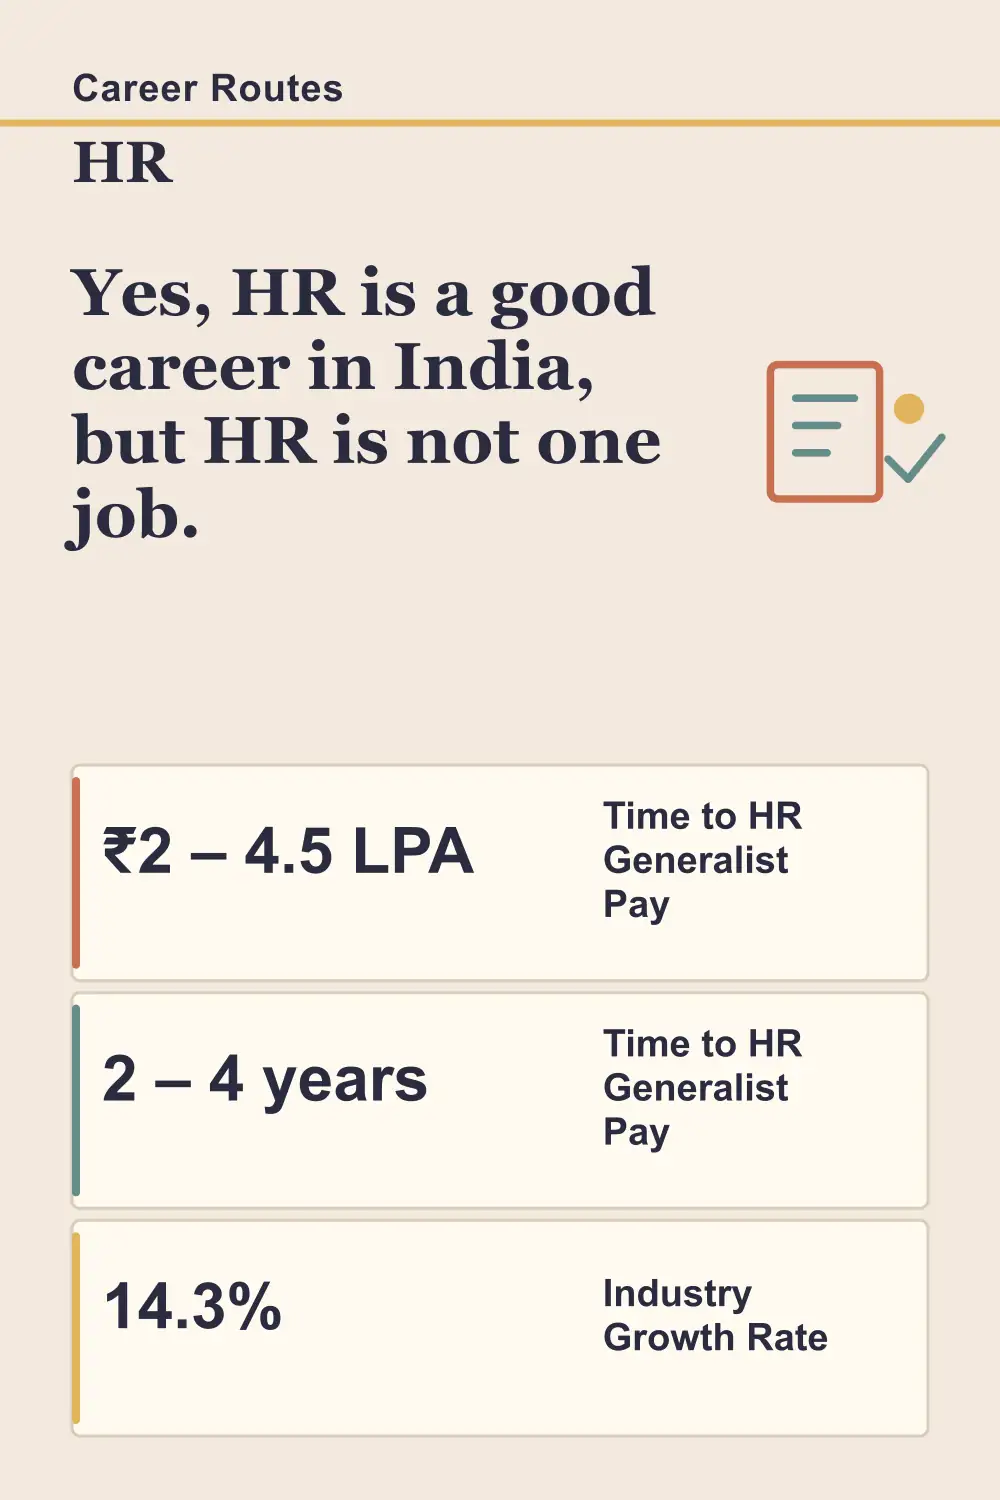 Career Routes
HR
Yes, HR is a good
career in India,
but HR is not one
job.
₹2 – 4.5 LPA
Time to HR
Generalist
Pay
2 – 4 years
Time to HR
Generalist
Pay
14.3%
Industry
Growth Rate